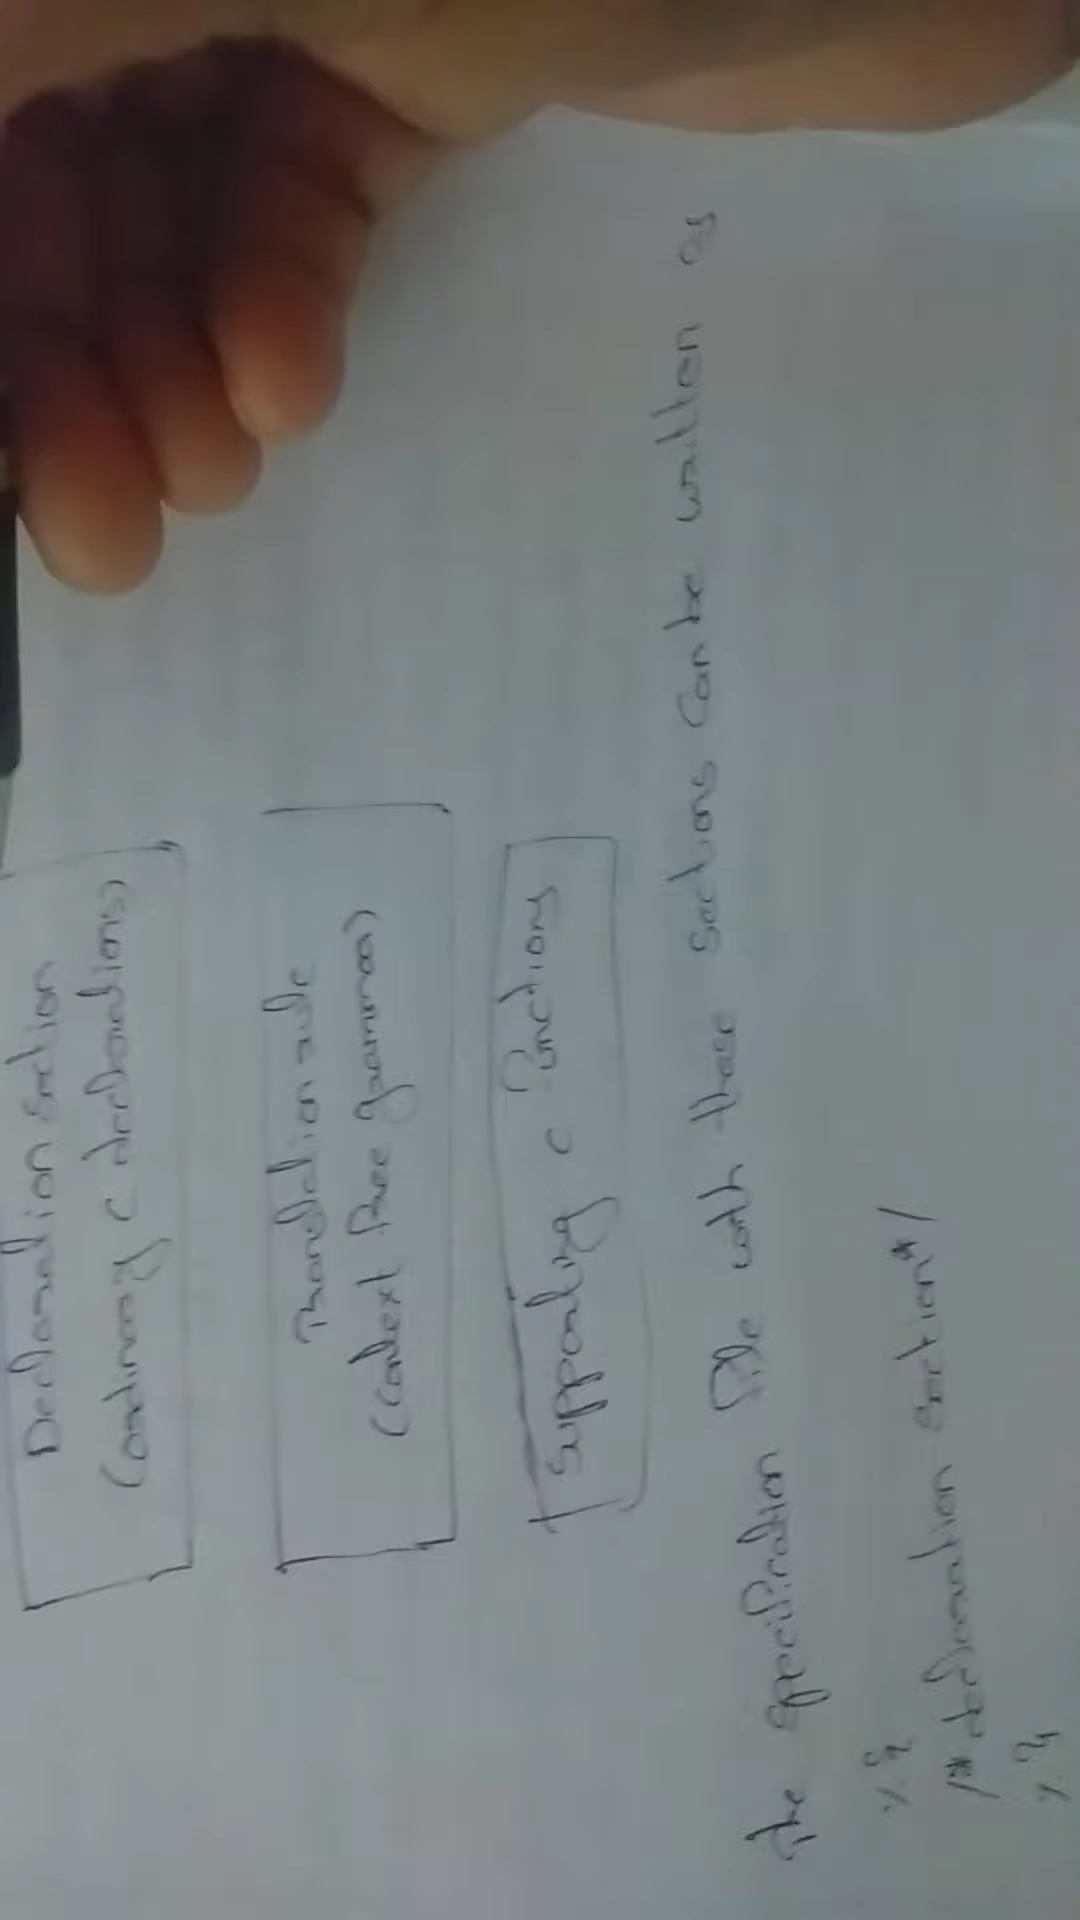 Declaration section
(ordinary C declarations)
Translation rule
(Context free grammar)
Supporting C functions
The specification file with these sections can be written as
%{
/* declaration section */
%}